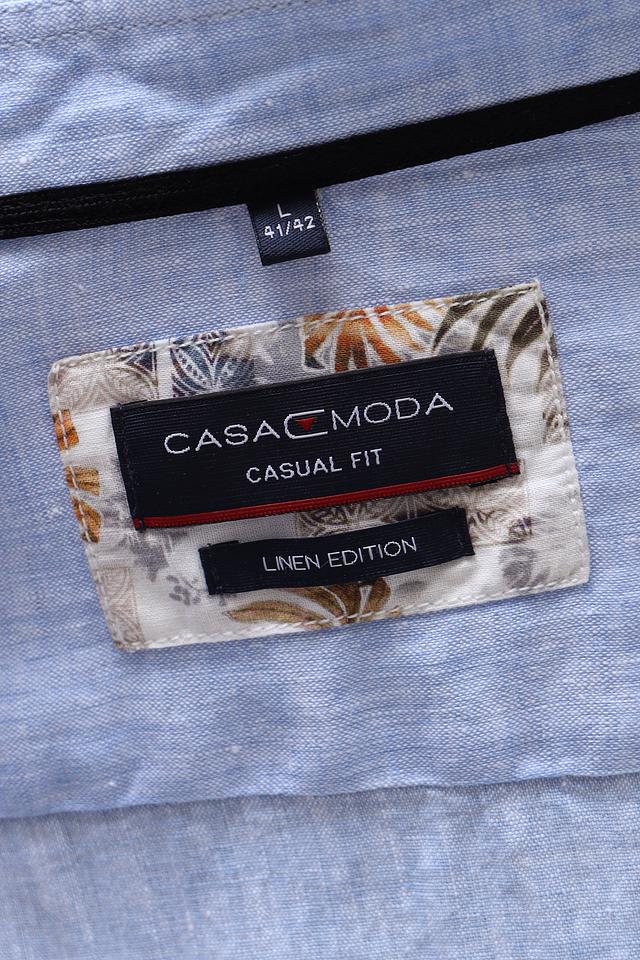 L
41/42
CASA MODA
CASUAL FIT
LINEN EDITION